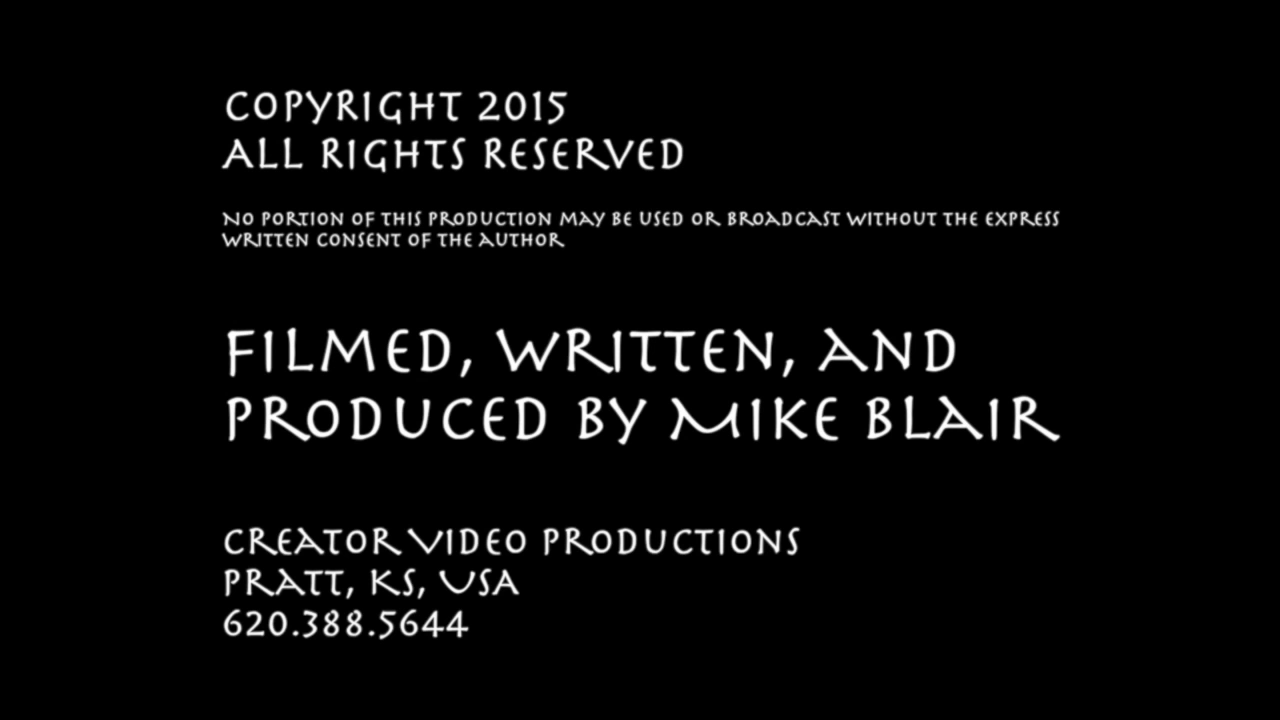 COPYRIGHT 2015
ALL RIGHTS RESERVED
NO PORTION OF THIS PRODUCTION MAY BE USED OR BROADCAST WITHOUT THE EXPRESS
WRITTEN CONSENT OF THE AUTHOR
FILMED, WRITTEN, AND
PRODUCED BY MIKE BLAIR
CREATOR VIDEO PRODUCTIONS
PRATT, KS, USA
620.388.5644